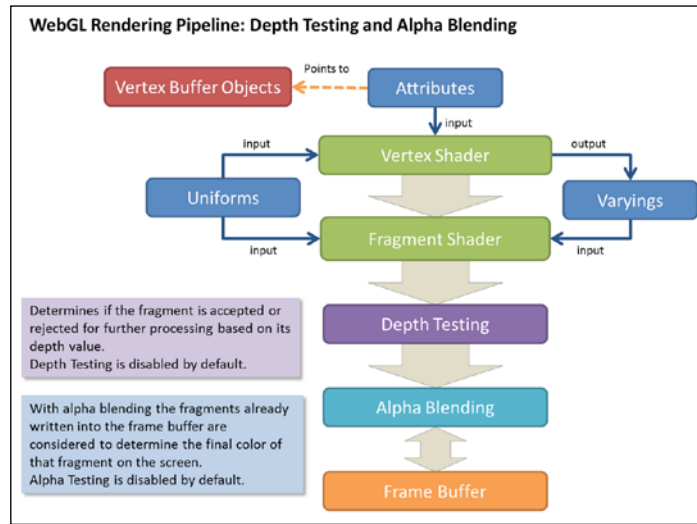 WebGL Rendering Pipeline: Depth Testing and Alpha Blending
Points to
Vertex Buffer Objects
Attributes
input
input
output
Vertex Shader
Uniforms
Varyings
Fragment Shader
input
input
Determines if the fragment is accepted or
rejected for further processing based on its
depth value.
Depth Testing is disabled by default.
Depth Testing
With alpha blending the fragments already
written into the frame buffer are
considered to determine the final color of
that fragment on the screen.
Alpha Testing is disabled by default.
Alpha Blending
Frame Buffer